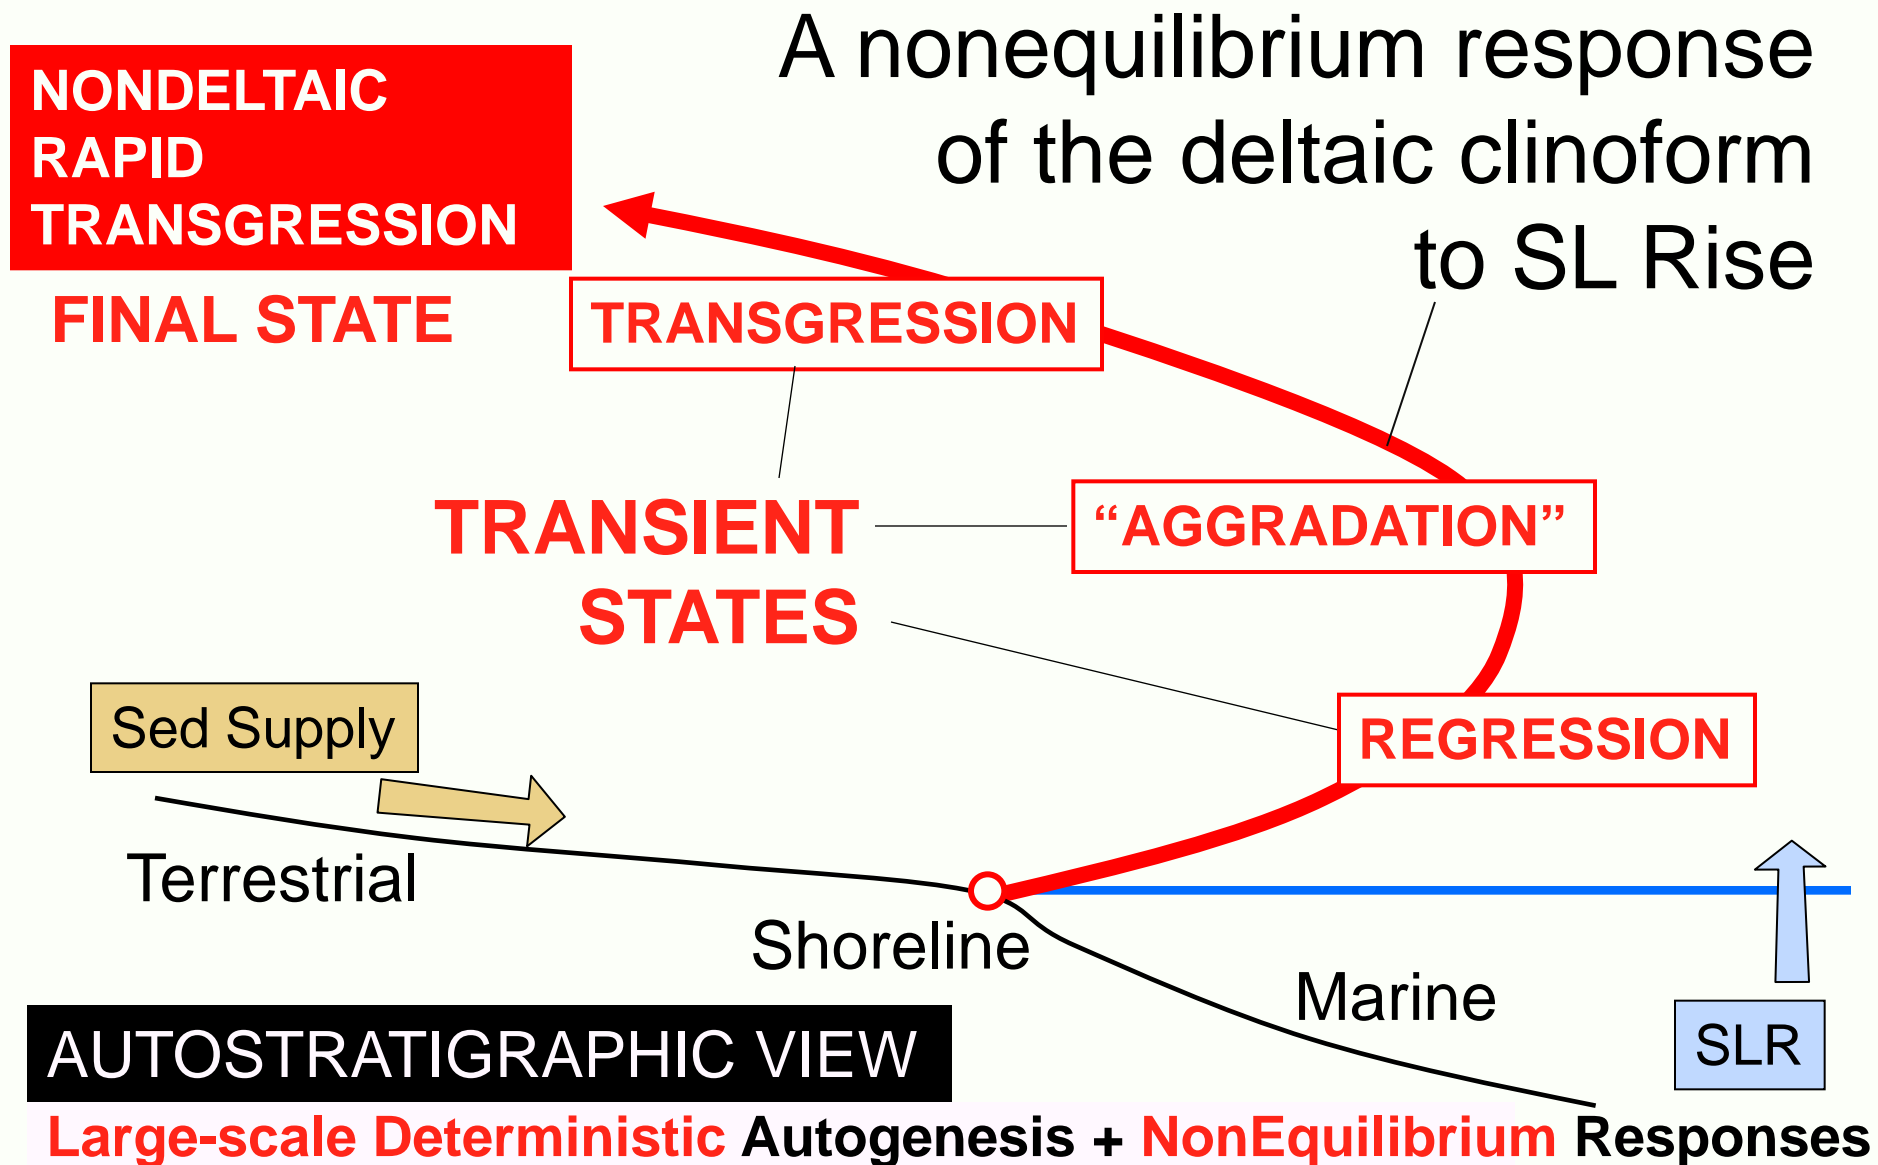 A nonequilibrium response
of the deltaic clinoform
to SL Rise
NONDELTAIC
RAPID
TRANSGRESSION
FINAL STATE
TRANSGRESSION
TRANSIENT
STATES
“AGGRADATION”
REGRESSION
Sed Supply
Terrestrial
Shoreline
Marine
SLR
AUTOSTRATIGRAPHIC VIEW
Large-scale Deterministic Autogenesis + NonEquilibrium Responses